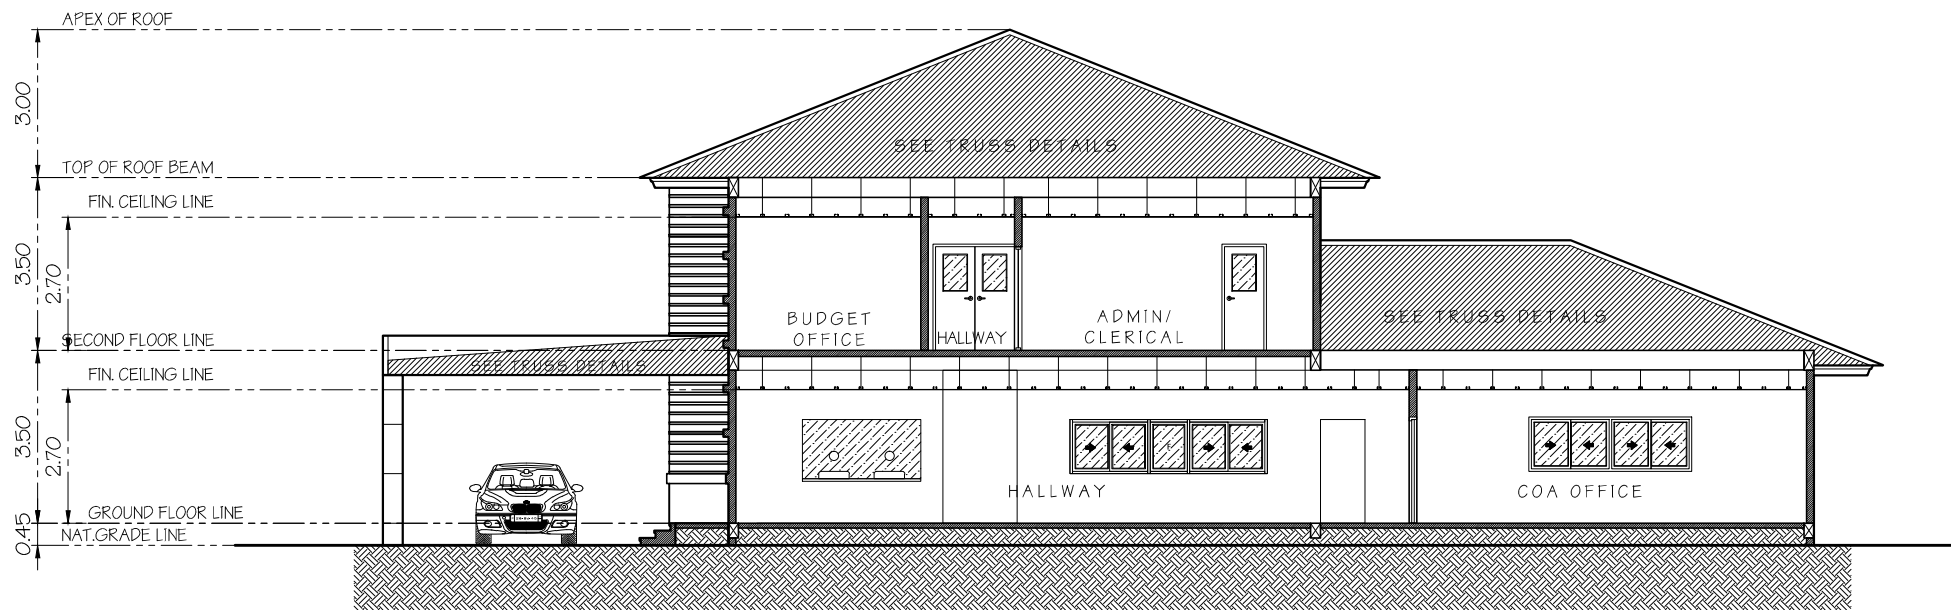 APEX OF ROOF
3.00
SEE TRUSS DETAILS
TOP OF ROOF BEAM
FIN. CEILING LINE
3.50
2.70
SEE TRUSS DETAILS
BUDGET
OFFICE
HALLWAY
ADMIN/
CLERICAL
SECOND FLOOR LINE
SEE TRUSS DETAILS
FIN. CEILING LINE
3.50
2.70
F
HALLWAY
COA OFFICE
GROUND FLOOR LINE
0.45
NAT.GRADE LINE